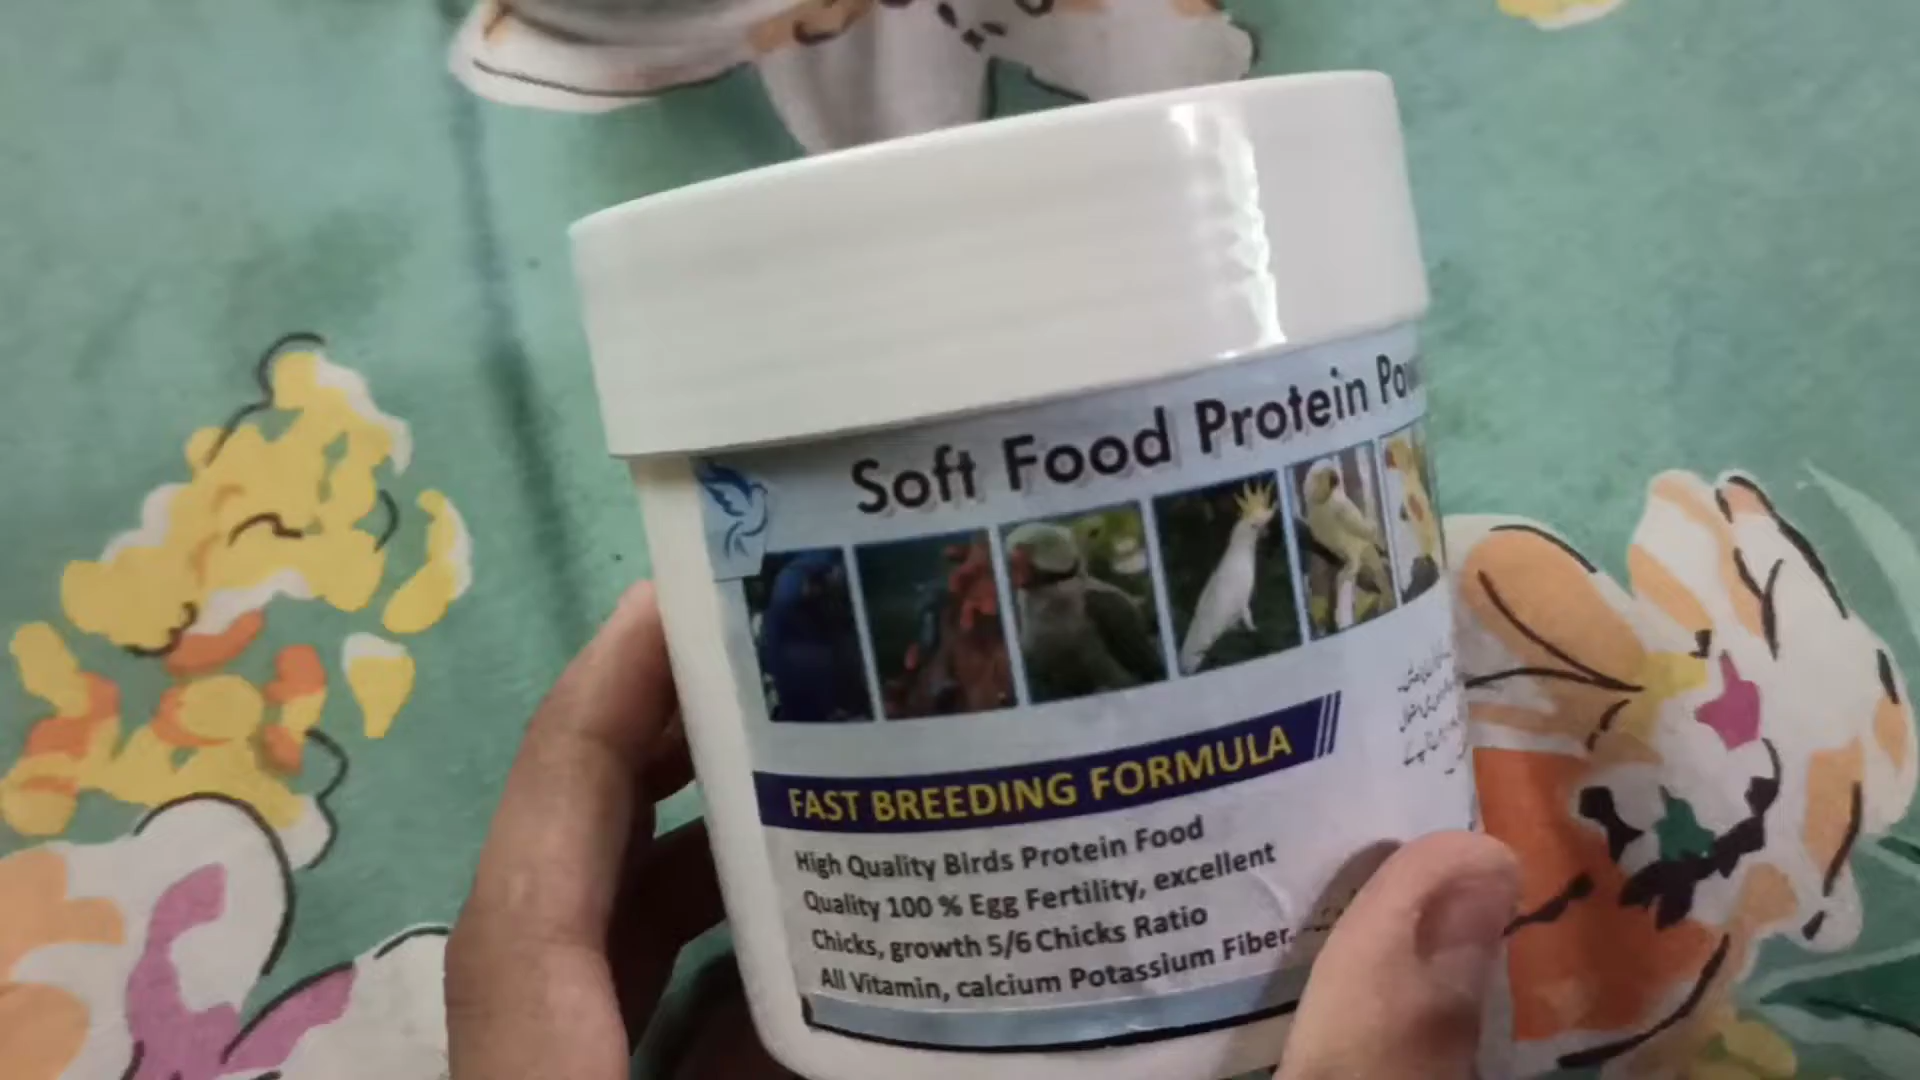 Soft Food Protein
FAST BREEDING FORMULA
High Quality Birds Protein Food
Quality 100 % Egg Fertility, excellent
Chicks, growth 5/6 Chicks Ratio
All Vitamin, calcium Potassium Fiber.